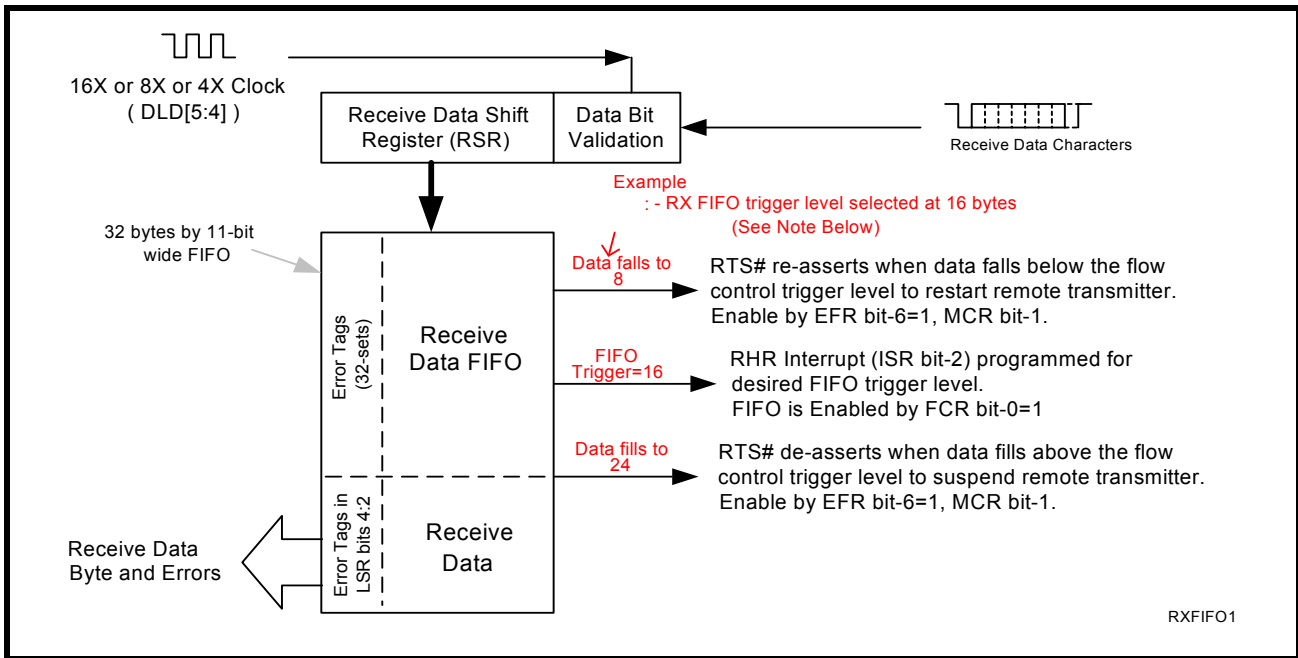 16X or 8X or 4X Clock
( DLD[5:4] )
Receive Data Shift
Register (RSR)
Data Bit
Validation
Receive Data Characters
Example
: - RX FIFO trigger level selected at 16 bytes
(See Note Below)
32 bytes by 11-bit
wide FIFO
Error Tags
(32-sets)
Receive
Data FIFO
Data falls to
8
RTS# re-asserts when data falls below the flow
control trigger level to restart remote transmitter.
Enable by EFR bit-6=1, MCR bit-1.
FIFO
Trigger=16
RHR Interrupt (ISR bit-2) programmed for
desired FIFO trigger level.
FIFO is Enabled by FCR bit-0=1
Data fills to
24
RTS# de-asserts when data fills above the flow
control trigger level to suspend remote transmitter.
Enable by EFR bit-6=1, MCR bit-1.
Error Tags in
LSR bits 4:2
Receive
Data
Receive Data
Byte and Errors
RXFIFO1